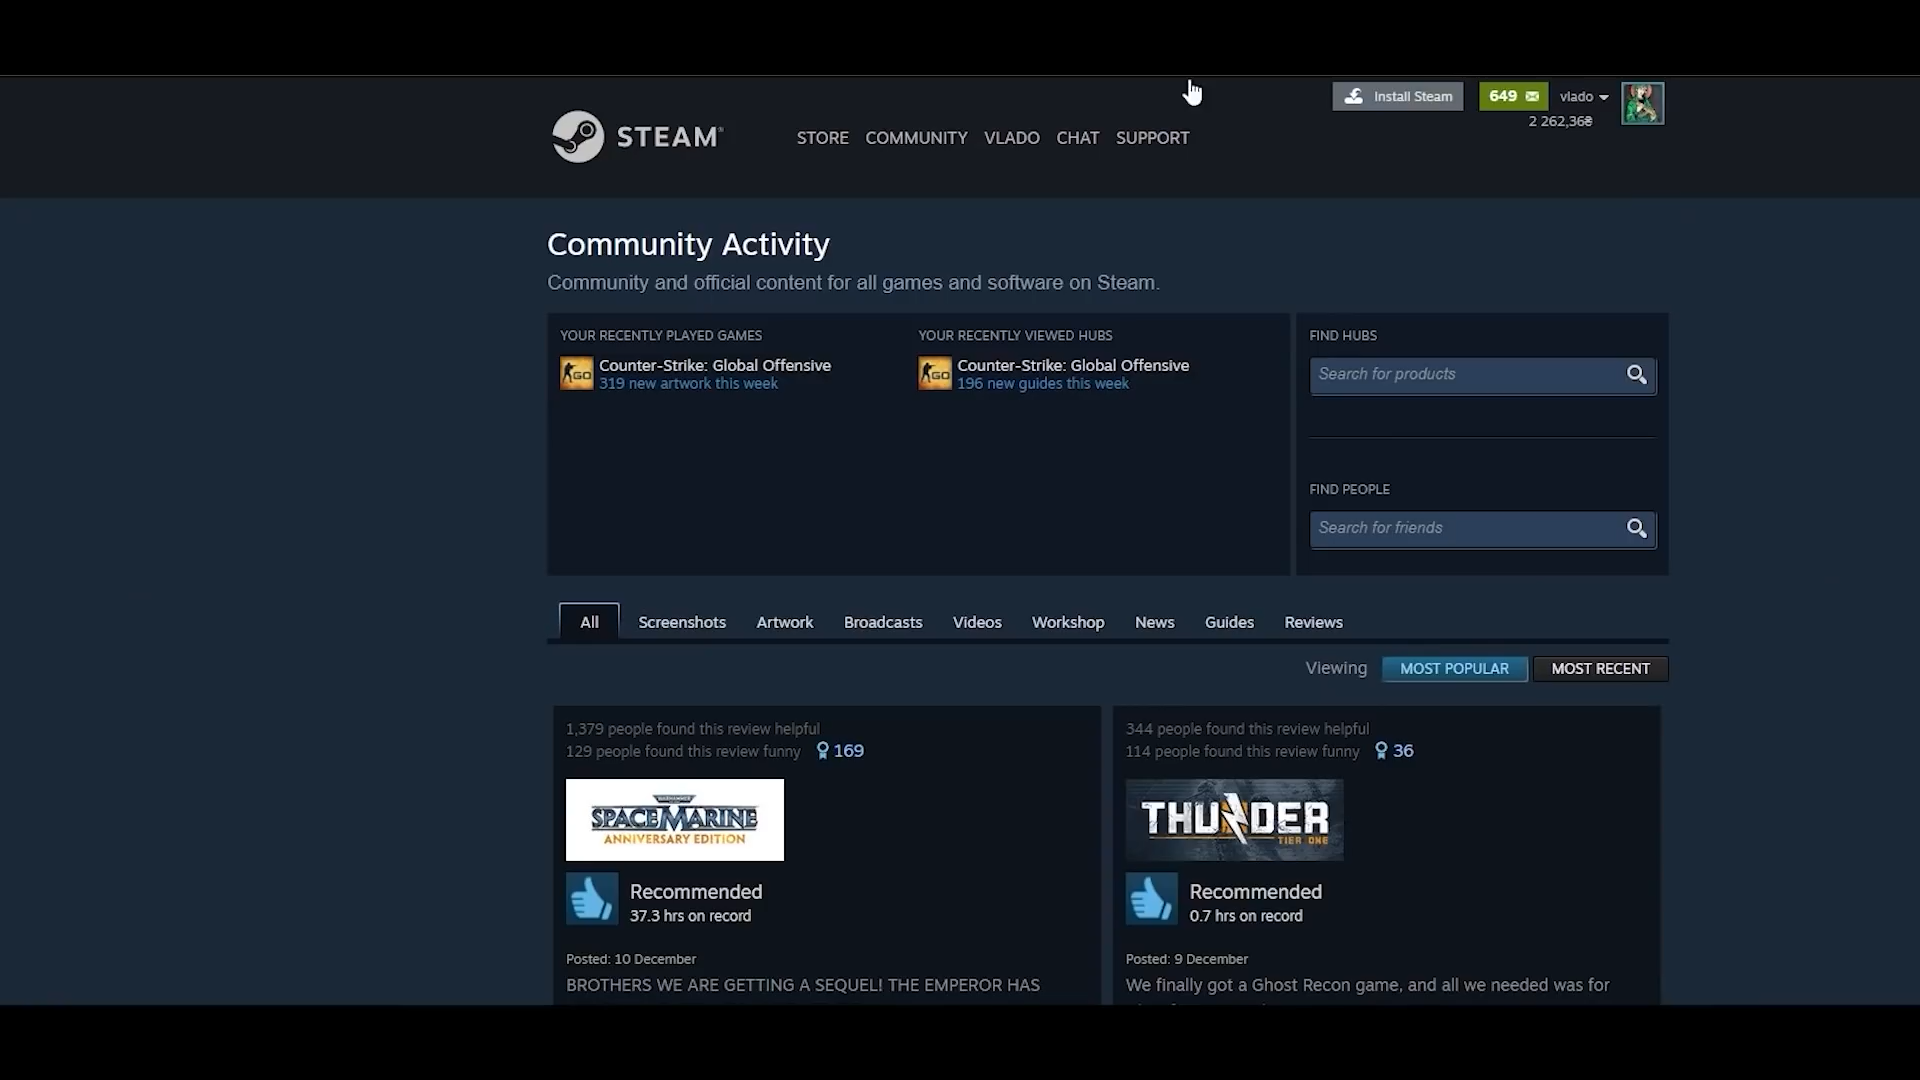 Install Steam
649
vlado
2 262,36₴
STEAM
STORE COMMUNITY VLADO CHAT SUPPORT
Community Activity
Community and official content for all games and software on Steam.
YOUR RECENTLY PLAYED GAMES
Counter-Strike: Global Offensive
319 new artwork this week
YOUR RECENTLY VIEWED HUBS
Counter-Strike: Global Offensive
196 new guides this week
FIND HUBS
Search for products
FIND PEOPLE
Search for friends
All Screenshots Artwork Broadcasts Videos Workshop News Guides Reviews
Viewing MOST POPULAR MOST RECENT
1,379 people found this review helpful
129 people found this review funny 169
WARHAMMER
SPACE MARINE
ANNIVERSARY EDITION
Recommended
37.3 hrs on record
Posted: 10 December
BROTHERS WE ARE GETTING A SEQUEL! THE EMPEROR HAS
344 people found this review helpful
114 people found this review funny 36
THUNDER
TIER ONE
Recommended
0.7 hrs on record
Posted: 9 December
We finally got a Ghost Recon game, and all we needed was for